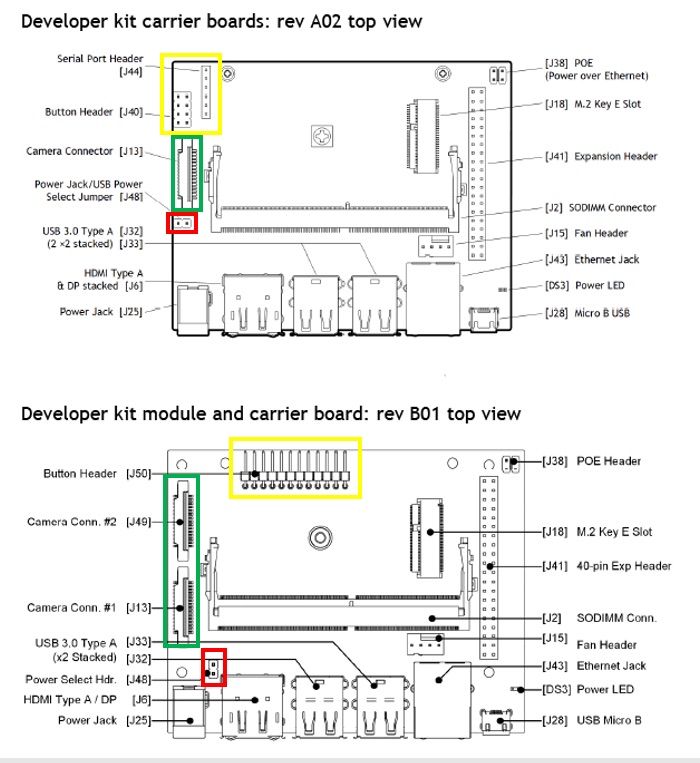 Developer kit carrier boards: rev A02 top view
Serial Port Header
[J44]
Button Header [J40]
Camera Connector [J13]
Power Jack/USB Power
Select Jumper [J48]
USB 3.0 Type A [J32]
(2 ×2 stacked) [J33]
HDMI Type A
& DP stacked [J6]
Power Jack [J25]
[J38] POE
(Power over Ethernet)
[J18] M.2 Key E Slot
[J41] Expansion Header
[J2] SODIMM Connector
[J15] Fan Header
[J43] Ethernet Jack
[DS3] Power LED
[J28] Micro B USB
Developer kit module and carrier board: rev B01 top view
Button Header [J50]
Camera Conn. #2 [J49]
Camera Conn. #1 [J13]
USB 3.0 Type A [J33]
(x2 Stacked) [J32]
Power Select Hdr. [J48]
HDMI Type A / DP [J6]
Power Jack [J25]
[J38] POE Header
[J18] M.2 Key E Slot
[J41] 40-pin Exp Header
[J2] SODIMM Conn.
[J15] Fan Header
[J43] Ethernet Jack
[DS3] Power LED
[J28] USB Micro B